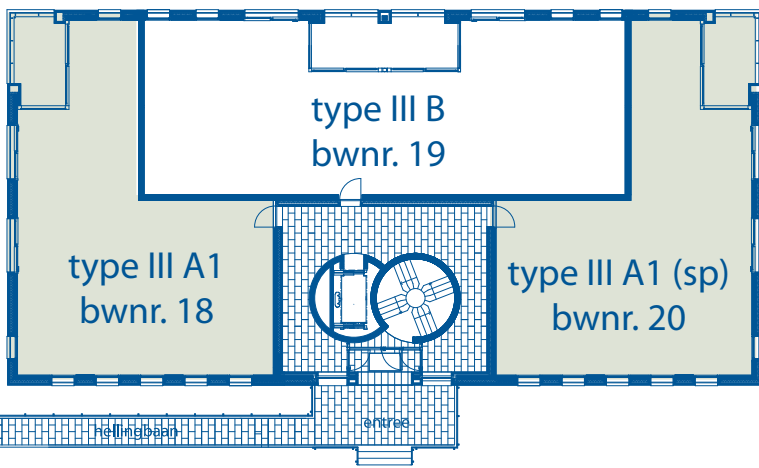 type III B
bwnr. 19
type III A1
bwnr. 18
type III A1 (sp)
bwnr. 20
hellingbaan
entree